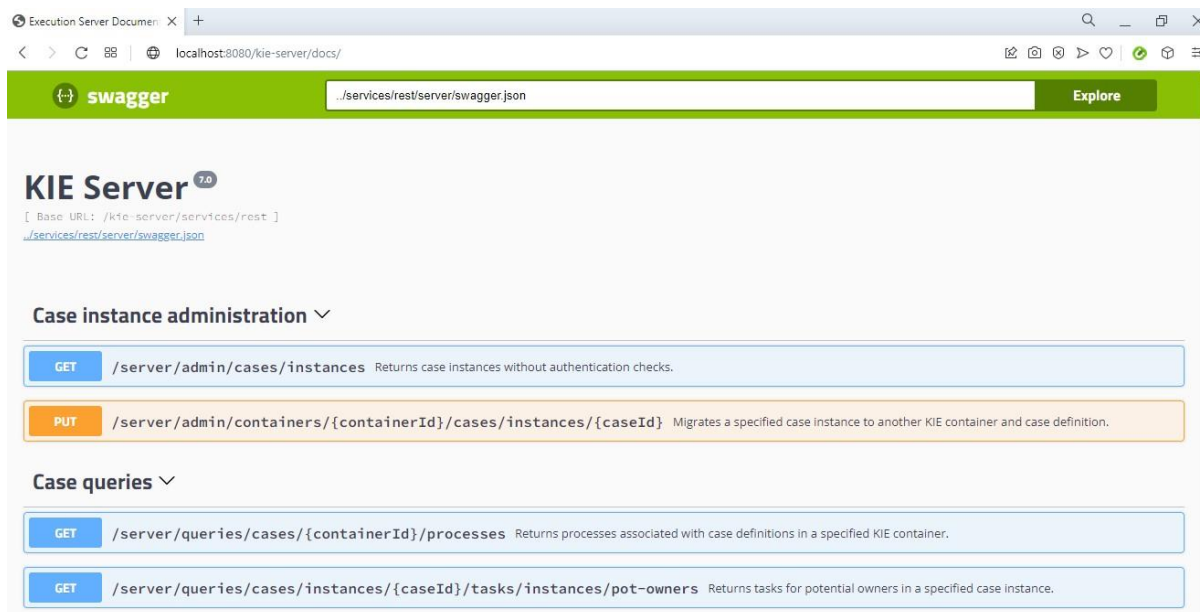 Execution Server Documen
localhost:8080/kie-server/docs/
swagger
../services/rest/server/swagger.json
Explore
KIE Server 7.0
[ Base URL: /kie-server/services/rest ]
../services/rest/server/swagger.json
Case instance administration
GET /server/admin/cases/instances Returns case instances without authentication checks.
PUT /server/admin/containers/{containerId}/cases/instances/{caseId} Migrates a specified case instance to another KIE container and case definition.
Case queries
GET /server/queries/cases/{containerId}/processes Returns processes associated with case definitions in a specified KIE container.
GET /server/queries/cases/instances/{caseId}/tasks/instances/pot-owners Returns tasks for potential owners in a specified case instance.